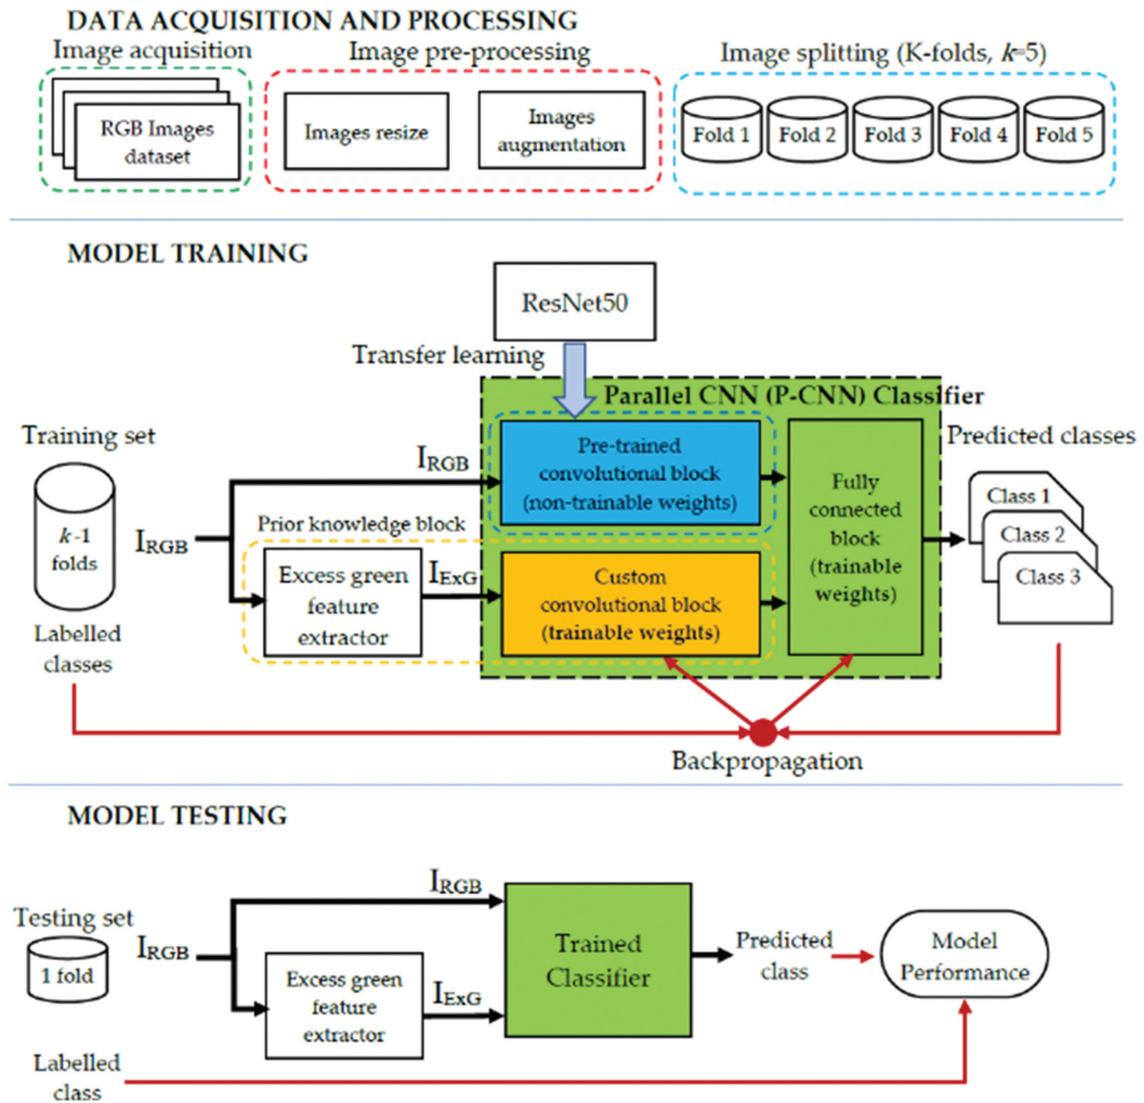 DATA ACQUISITION AND PROCESSING
Image acquisition
Image pre-processing
Image splitting (K-folds, k=5)
RGB Images
dataset
Images resize
Images
augmentation
Fold 1
Fold 2
Fold 3
Fold 4
Fold 5
MODEL TRAINING
ResNet50
Transfer learning
Parallel CNN (P-CNN) Classifier
Training set
k-1
folds
Labelled
classes
IRGB
IRGB
Prior knowledge block
Excess green
feature
extractor
IExG
Pre-trained
convolutional block
(non-trainable weights)
Custom
convolutional block
(trainable weights)
Fully
connected
block
(trainable
weights)
Predicted classes
Class 1
Class 2
Class 3
Backpropagation
MODEL TESTING
Testing set
1 fold
IRGB
IRGB
Excess green
feature
extractor
IExG
Trained
Classifier
Predicted
class
Model
Performance
Labelled
class